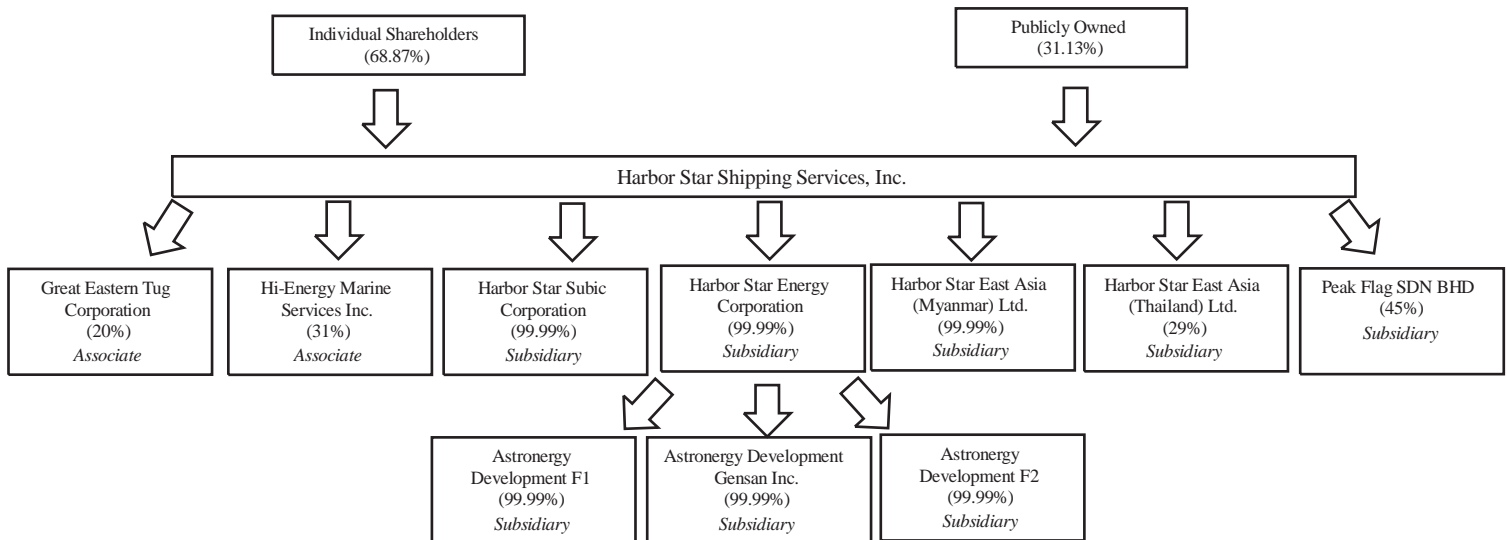 Individual Shareholders
(68.87%)
Publicly Owned
(31.13%)
Harbor Star Shipping Services, Inc.
Great Eastern Tug
Corporation
(20%)
Associate
Hi-Energy Marine
Services Inc.
(31%)
Associate
Harbor Star Subic
Corporation
(99.99%)
Subsidiary
Harbor Star Energy
Corporation
(99.99%)
Subsidiary
Harbor Star East Asia
(Myanmar) Ltd.
(99.99%)
Subsidiary
Harbor Star East Asia
(Thailand) Ltd.
(29%)
Subsidiary
Peak Flag SDN BHD
(45%)
Subsidiary
Astronergy
Development F1
(99.99%)
Subsidiary
Astronergy Development
Gensan Inc.
(99.99%)
Subsidiary
Astronergy
Development F2
(99.99%)
Subsidiary